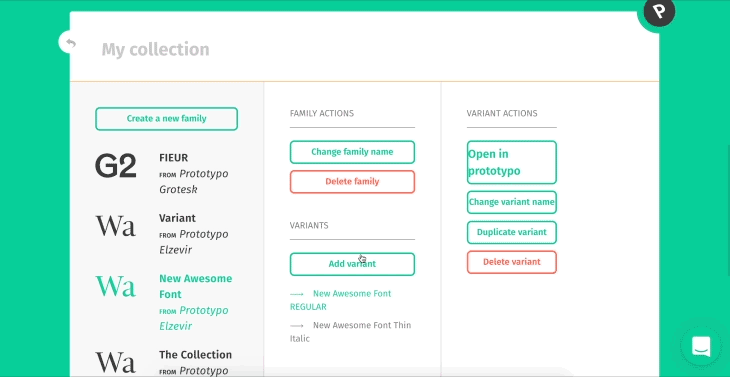 P
My collection
Create a new family
G2
FIEUR
FROM Prototypo
Grotesk
Wa
Variant
FROM Prototypo
Elzevir
Wa
New Awesome
Font
FROM Prototypo
Elzevir
Wa
The Collection
FROM Prototypo
FAMILY ACTIONS
Change family name
Delete family
VARIANTS
Add variant
New Awesome Font
REGULAR
New Awesome Font Thin
Italic
VARIANT ACTIONS
Open in
prototypo
Change variant name
Duplicate variant
Delete variant